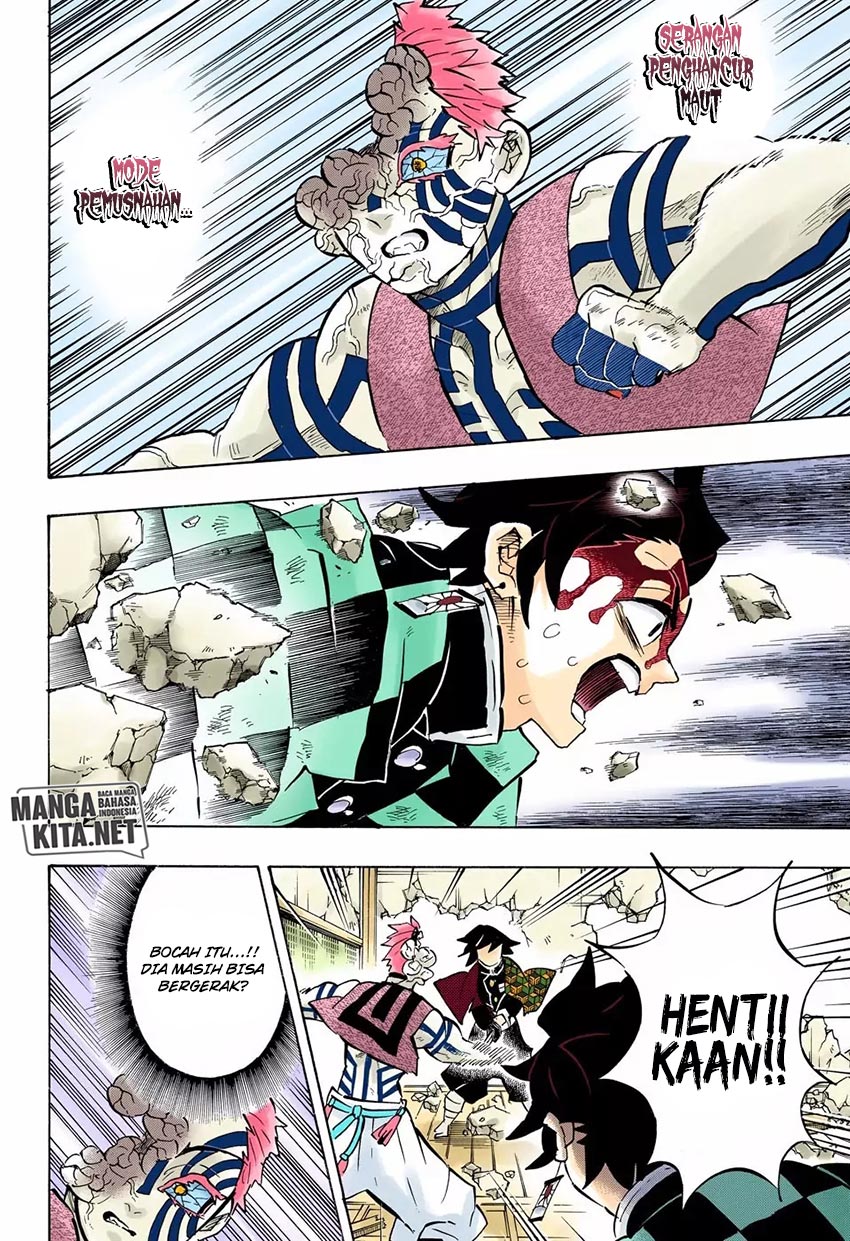 SERANGAN
PENGHANCUR
MAUT
MODE
PEMUSNAHAN...
MANGA
KITA.NET
BACA MANGA
BAHASA
INDONESIA
HENTII
KAAN!!
BOCAH ITU...!!
DIA MASIH BISA
BERGERAK?